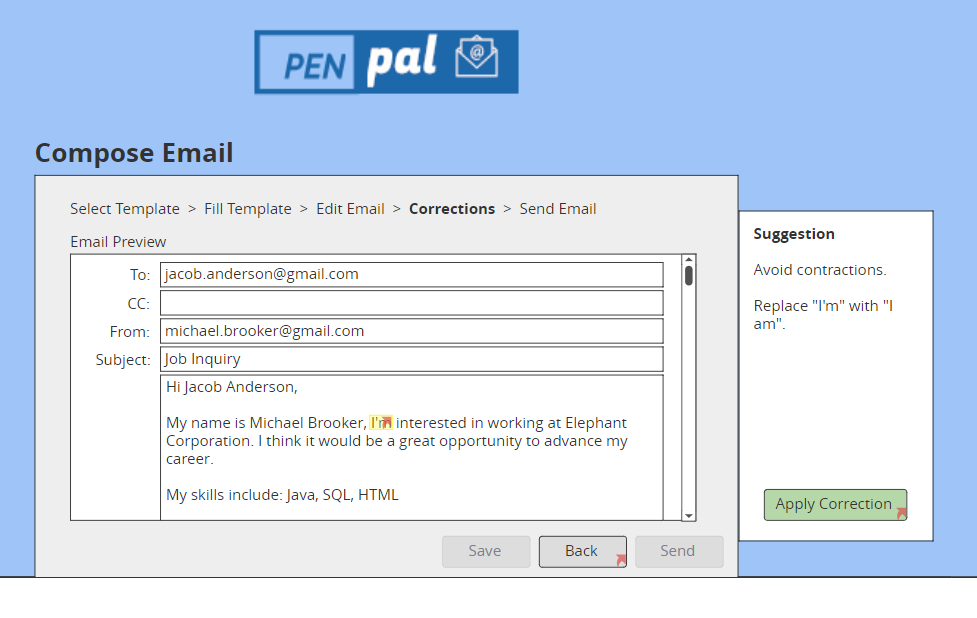 PEN pal @
Compose Email
Select Template > Fill Template > Edit Email > Corrections > Send Email
Email Preview
To: jacob.anderson@gmail.com
CC:
From: michael.brooker@gmail.com
Subject: Job Inquiry
Hi Jacob Anderson,
My name is Michael Brooker, I'm interested in working at Elephant
Corporation. I think it would be a great opportunity to advance my
career.
My skills include: Java, SQL, HTML
Save
Back
Send
Suggestion
Avoid contractions.
Replace "I'm" with "I
am".
Apply Correction